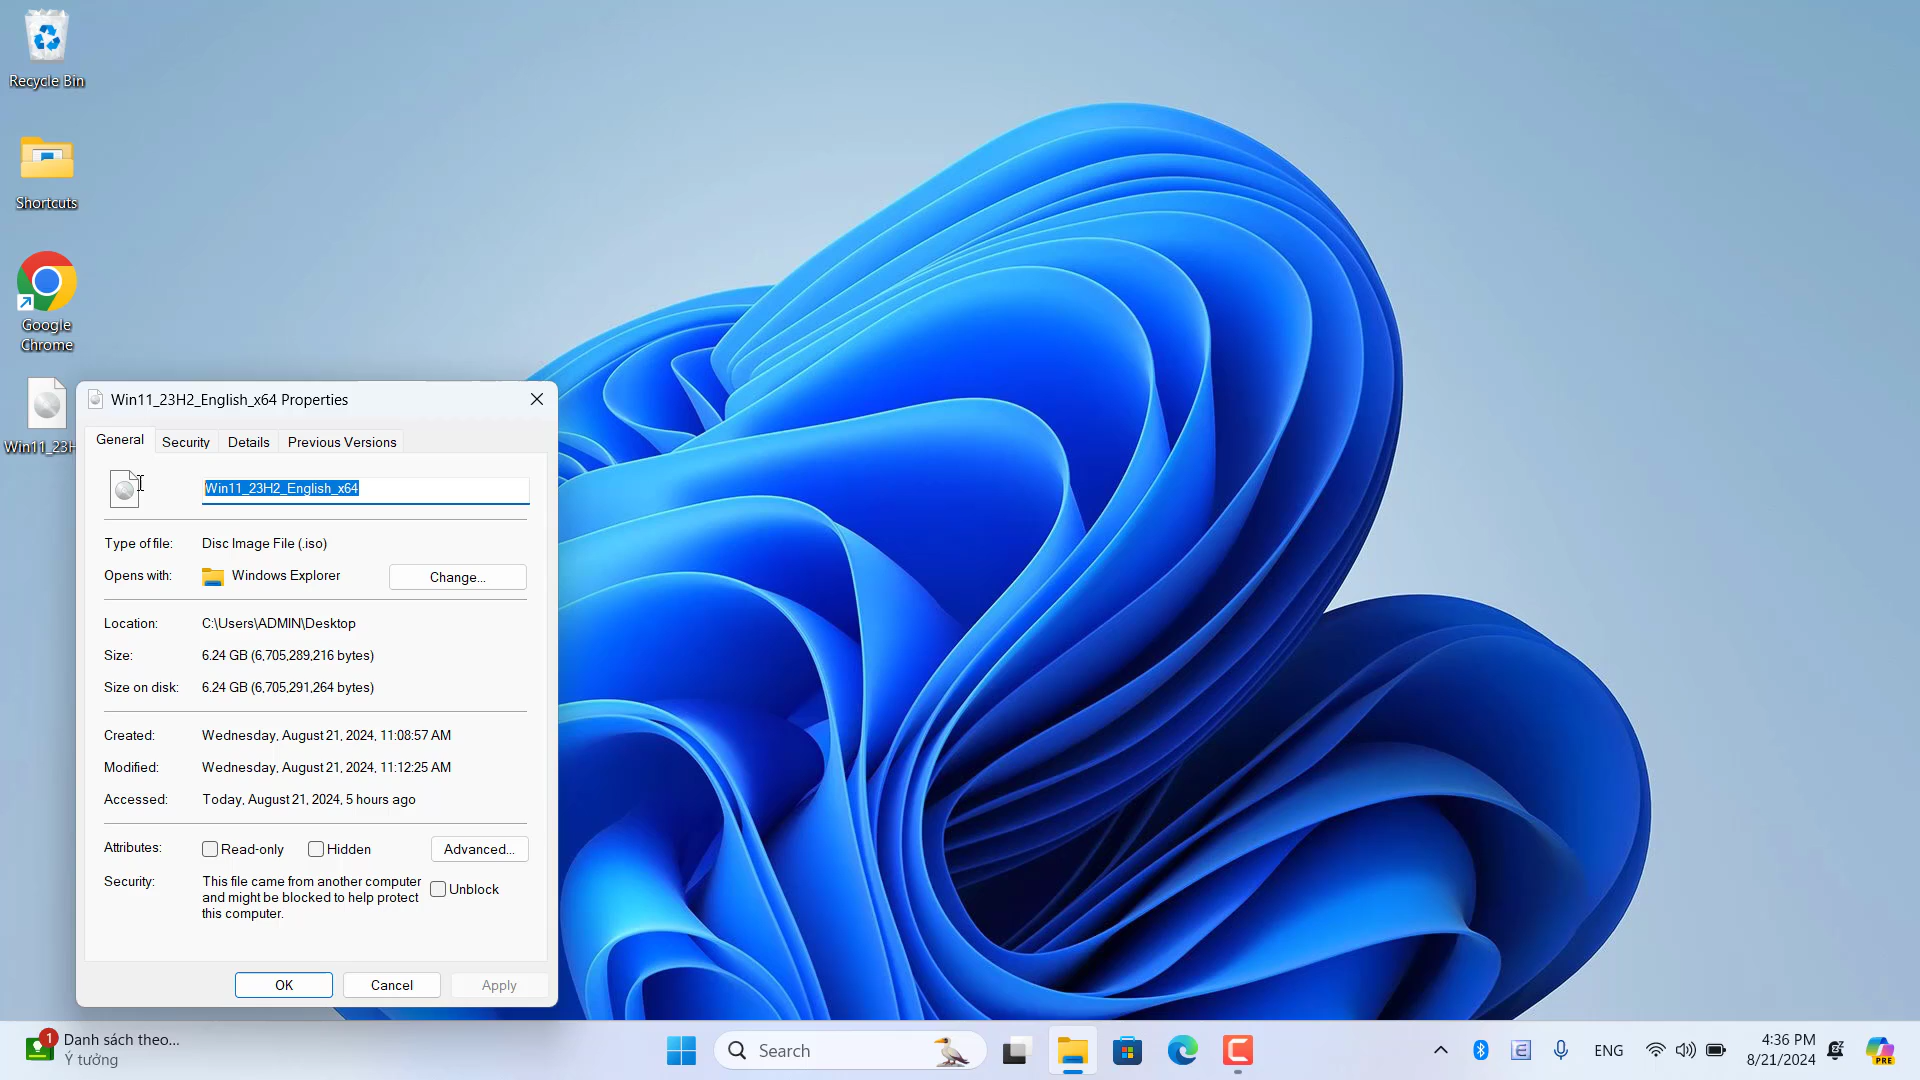 Recycle Bin
Shortcuts
Google
Chrome
Win11_23H
Win11_23H2_English_x64 Properties
General
Security
Details
Previous Versions
Win11_23H2_English_x64
Type of file:
Disc Image File (.iso)
Opens with:
Windows Explorer
Change...
Location:
C:\Users\ADMIN\Desktop
Size:
6.24 GB (6,705,289,216 bytes)
Size on disk:
6.24 GB (6,705,291,264 bytes)
Created:
Wednesday, August 21, 2024, 11:08:57 AM
Modified:
Wednesday, August 21, 2024, 11:12:25 AM
Accessed:
Today, August 21, 2024, 5 hours ago
Attributes:
Read-only
Hidden
Advanced...
Security:
This file came from another computer
and might be blocked to help protect
this computer.
Unblock
OK
Cancel
Apply
1
Danh sách theo...
Ý tưởng
Search
ENG
4:36 PM
8/21/2024
PRE